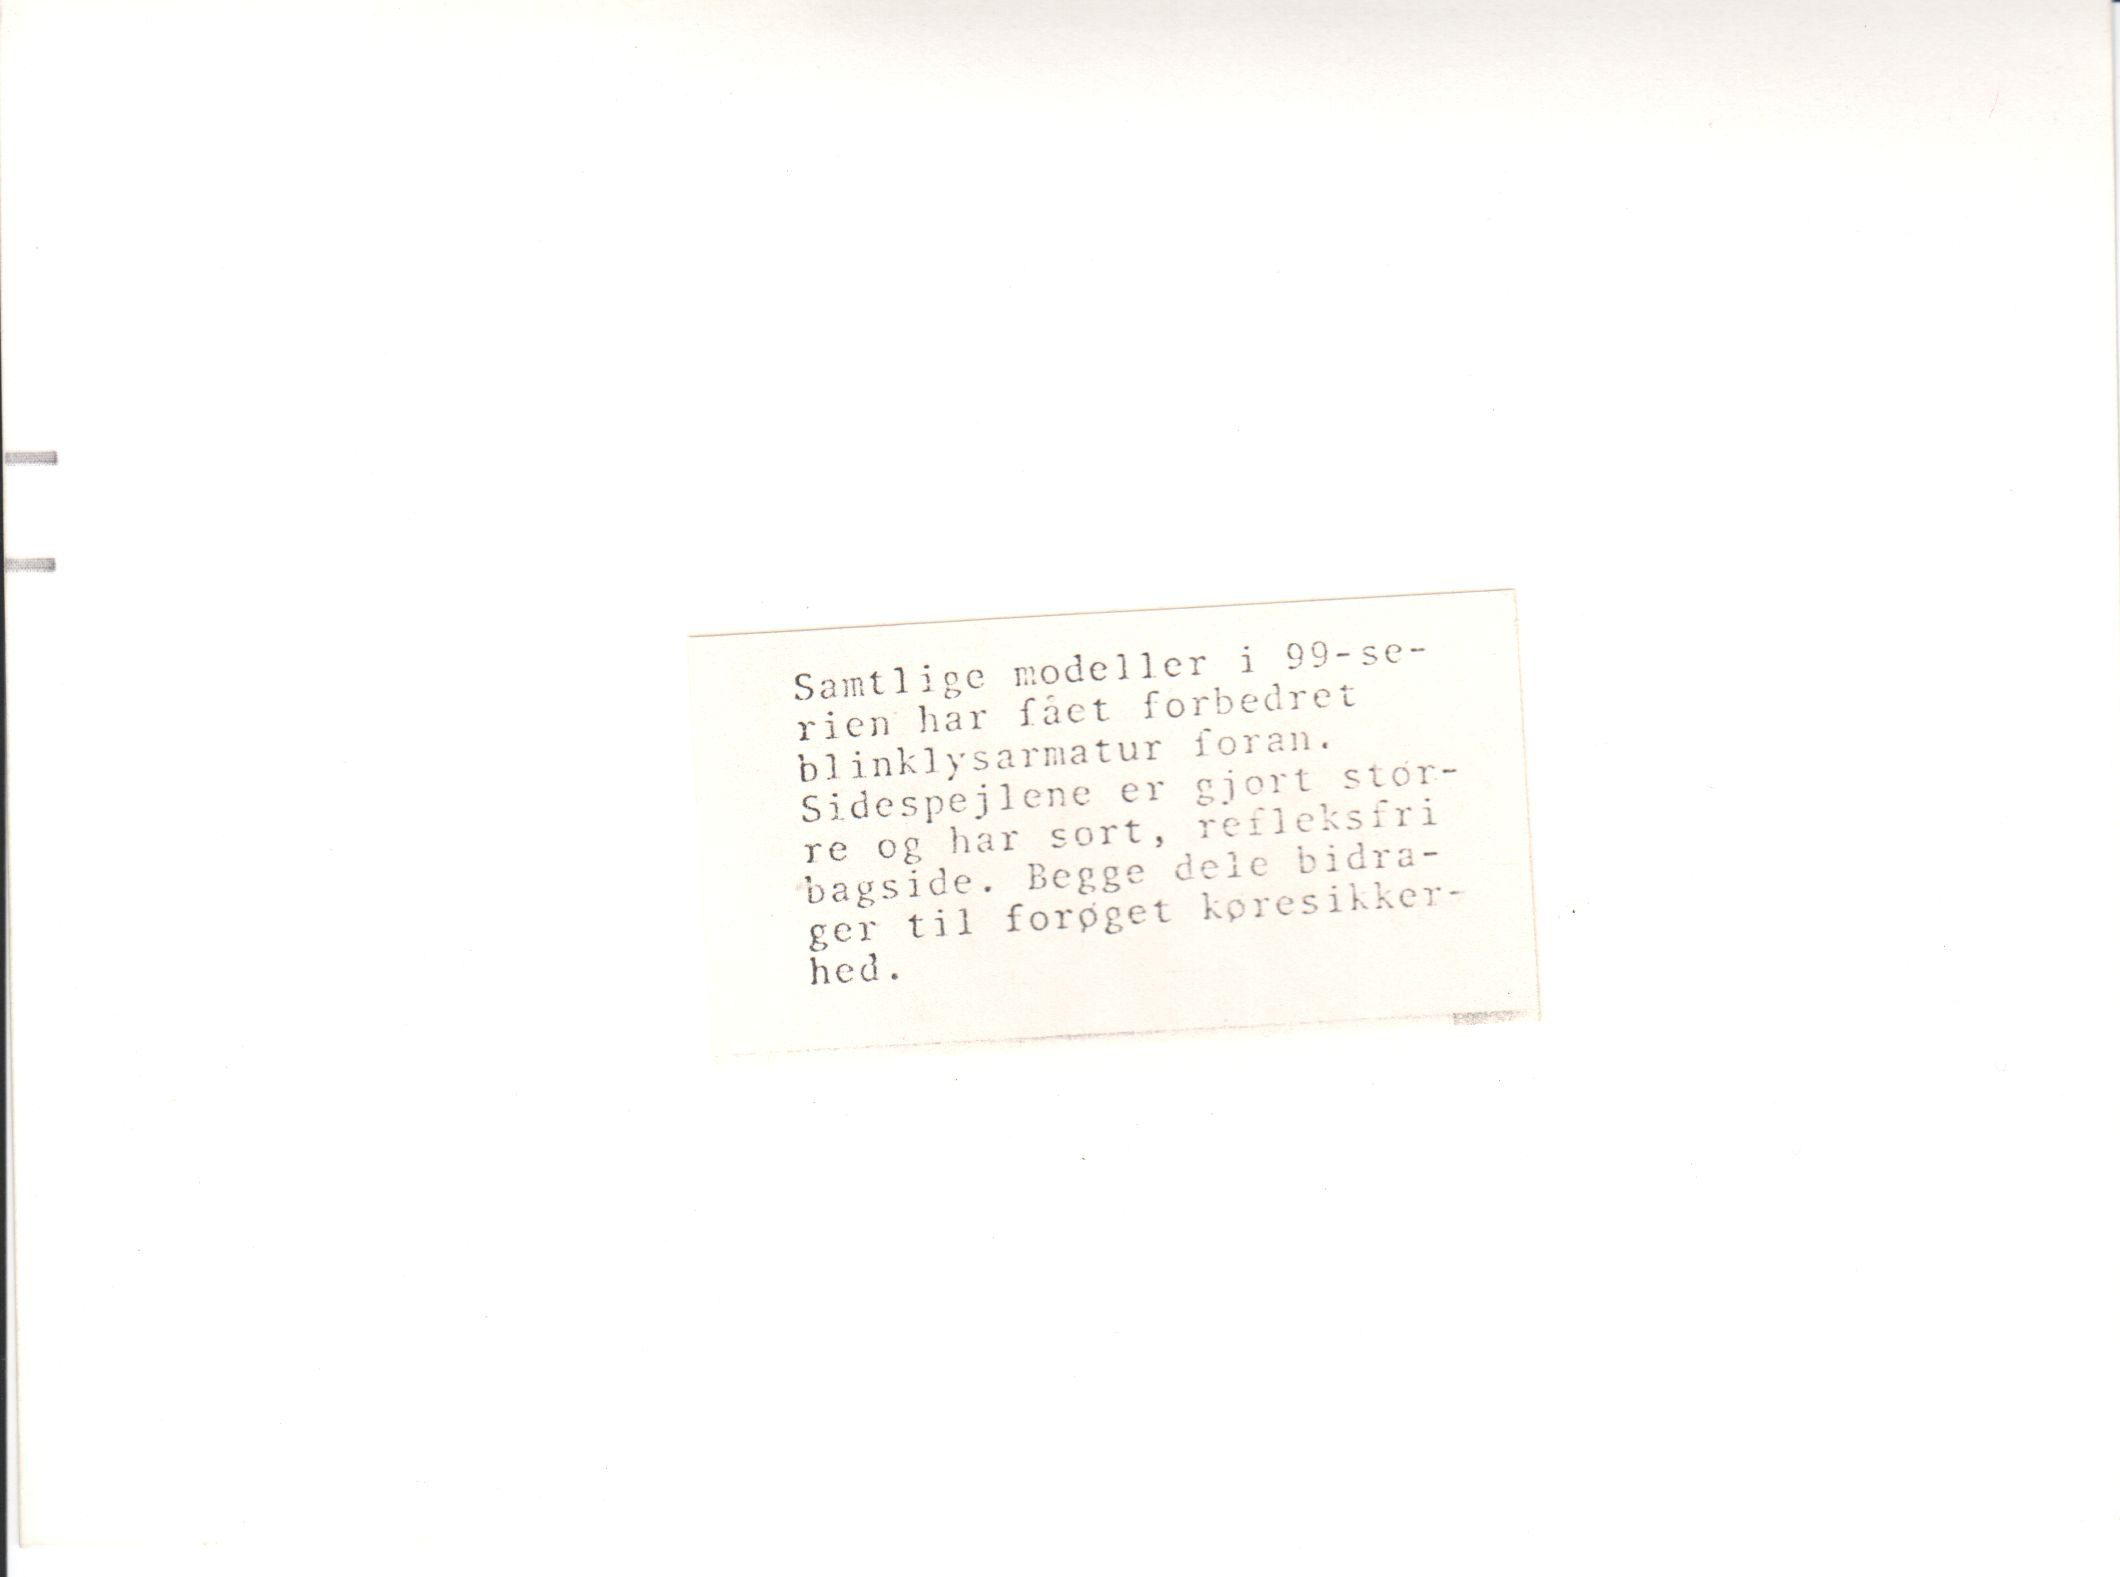 Samtlige modeller i 99-se-
rien har fået forbedret
blinklysarmatur foran.
Sidespejlene er gjort stør-
re og har sort, refleksfri
bagside. Begge dele bidra-
ger til forøget køresikker-
hed.